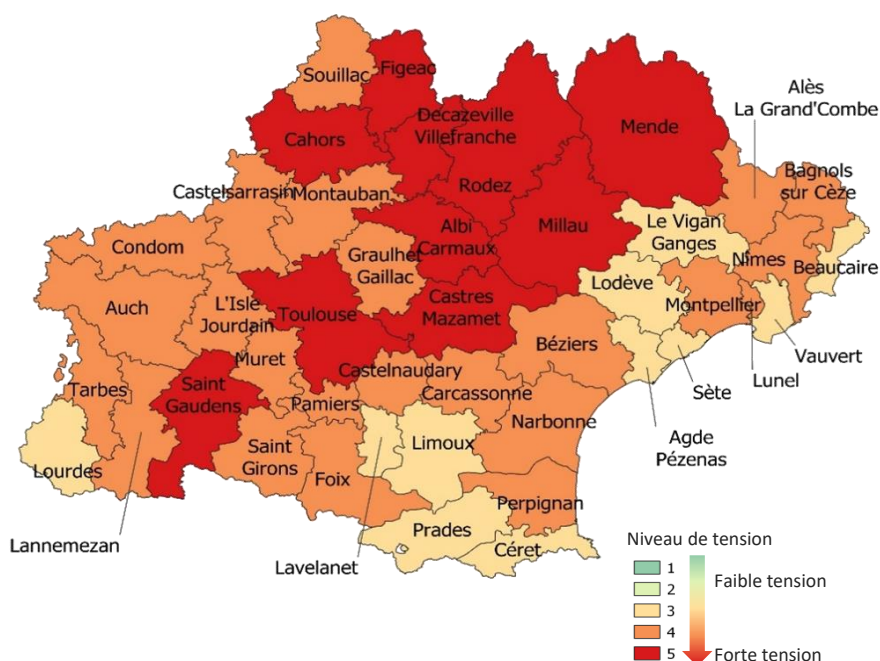 Souillac
Figeac
Alès
La Grand'Combe
Cahors
Decazeville
Villefranche
Mende
Castelsarrasin
Montauban
Rodez
Bagnols
sur Cèze
Condom
Albi
Carmaux
Millau
Le Vigan
Ganges
Graulhet
Gaillac
Nîmes
Beaucaire
Auch
L'Isle
Jourdain
Toulouse
Castres
Mazamet
Lodève
Montpellier
Muret
Béziers
Vauvert
Tarbes
Saint
Gaudens
Castelnaudary
Lunel
Sète
Pamiers
Carcassonne
Narbonne
Agde
Pézenas
Lourdes
Saint
Girons
Foix
Limoux
Perpignan
Lannemezan
Prades
Lavelanet
Céret
Niveau de tension
1
2
3
4
5
Faible tension
Forte tension